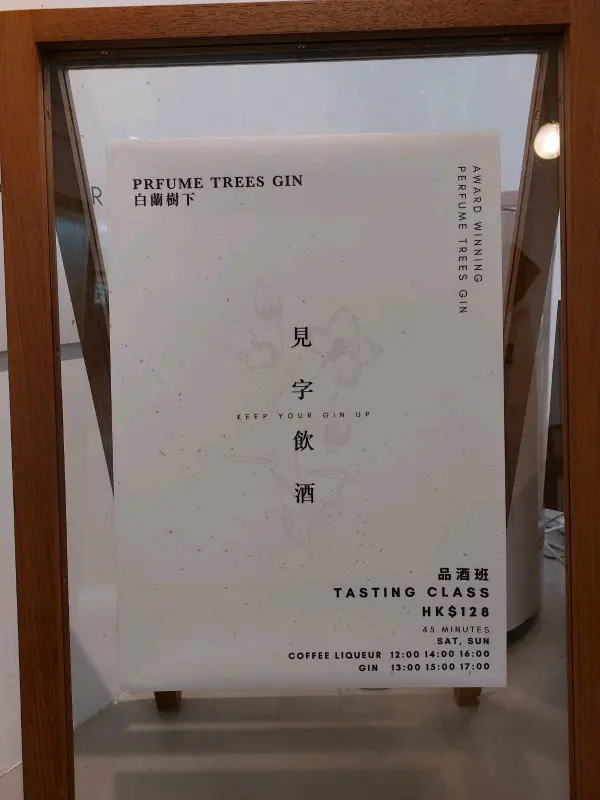 PRFUME TREES GIN
白蘭樹下
AWARD WINNING
PERFUME TREES GIN
見字飲酒
KEEP YOUR GIN UP
品酒班
TASTING CLASS
HK$128
45 MINUTES
SAT, SUN
COFFEE LIQUEUR 12:00 14:00 16:00
GIN 13:00 15:00 17:00
R